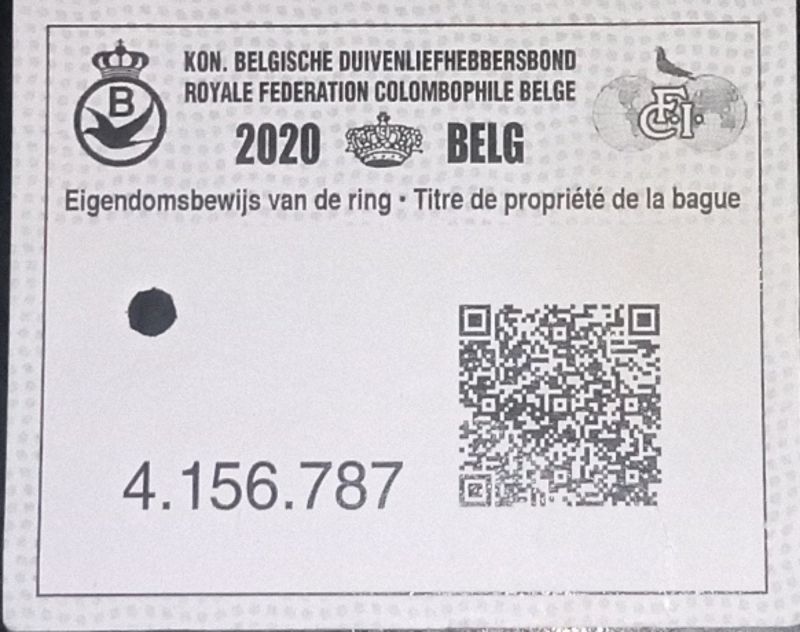 KON. BELGISCHE DUIVENLIEFHEBBERSBOND
ROYALE FEDERATION COLOMBOPHILE BELGE
B
FCI
2020 BELG
Eigendomsbewijs van de ring · Titre de propriété de la bague
4.156.787